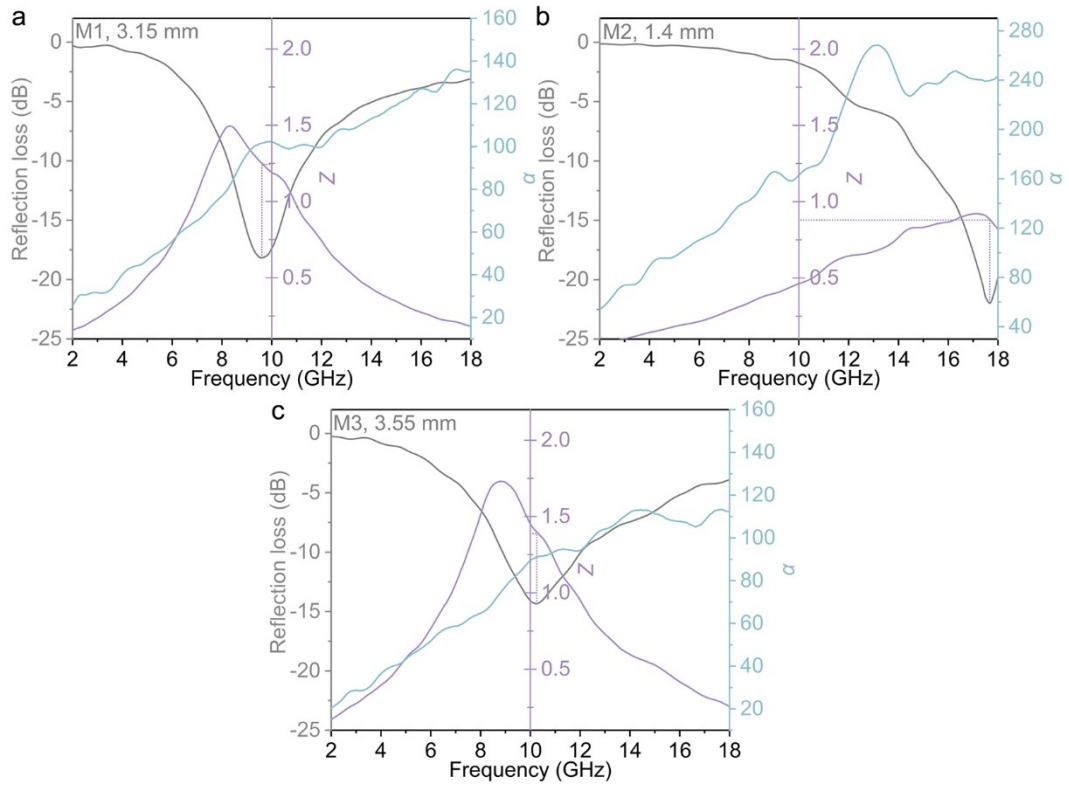 a
M1, 3.15 mm
0
-5
-10
-15
-20
-25
Reflection loss (dB)
2.0
1.5
1.0
0.5
Z
160
140
120
100
80
60
40
20
α
2 4 6 8 10 12 14 16 18
Frequency (GHz)
b
M2, 1.4 mm
0
-5
-10
-15
-20
-25
Reflection loss (dB)
2.0
1.5
1.0
0.5
Z
280
240
200
160
120
80
40
α
2 4 6 8 10 12 14 16 18
Frequency (GHz)
c
M3, 3.55 mm
0
-5
-10
-15
-20
-25
Reflection loss (dB)
2.0
1.5
1.0
0.5
Z
160
140
120
100
80
60
40
20
α
2 4 6 8 10 12 14 16 18
Frequency (GHz)